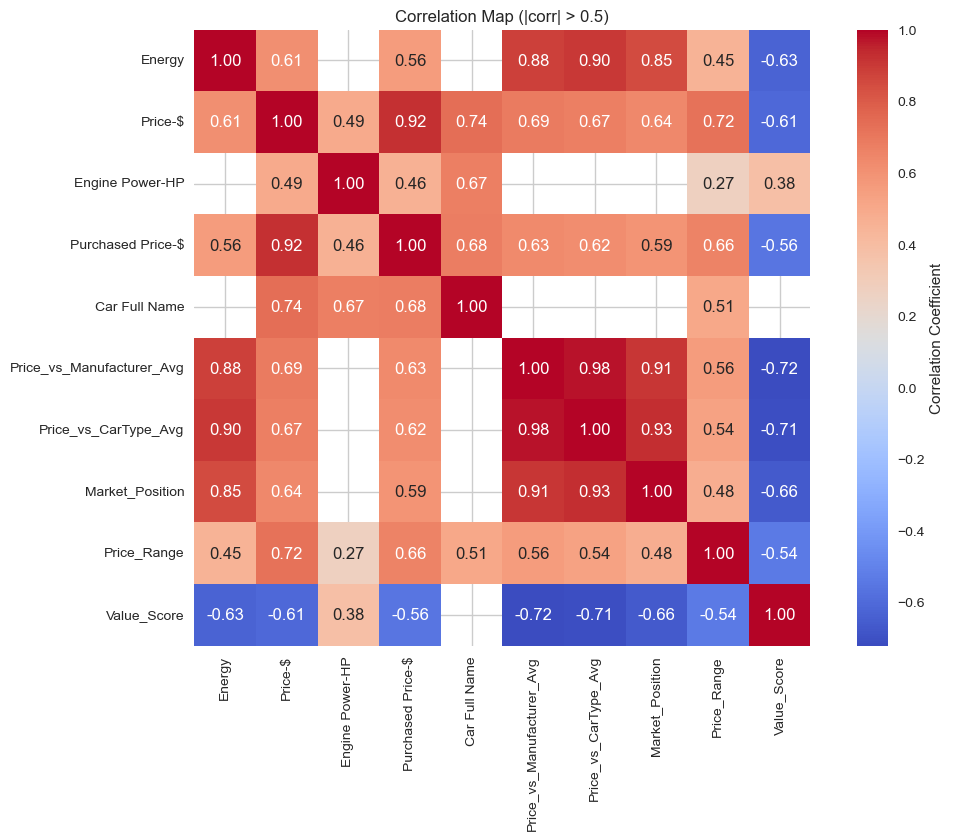 Correlation Map (|corr| > 0.5)
Energy 1.00 0.61 0.56 0.88 0.90 0.85 0.45 -0.63
Price-$ 0.61 1.00 0.49 0.92 0.74 0.69 0.67 0.64 0.72 -0.61
Engine Power-HP 0.49 1.00 0.46 0.67 0.27 0.38
Purchased Price-$ 0.56 0.92 0.46 1.00 0.68 0.63 0.62 0.59 0.66 -0.56
Car Full Name 0.74 0.67 0.68 1.00 0.51
Price_vs_Manufacturer_Avg 0.88 0.69 0.63 1.00 0.98 0.91 0.56 -0.72
Price_vs_CarType_Avg 0.90 0.67 0.62 0.98 1.00 0.93 0.54 -0.71
Market_Position 0.85 0.64 0.59 0.91 0.93 1.00 0.48 -0.66
Price_Range 0.45 0.72 0.27 0.66 0.51 0.56 0.54 0.48 1.00 -0.54
Value_Score -0.63 -0.61 0.38 -0.56 -0.72 -0.71 -0.66 -0.54 1.00
Energy
Price-$
Engine Power-HP
Purchased Price-$
Car Full Name
Price_vs_Manufacturer_Avg
Price_vs_CarType_Avg
Market_Position
Price_Range
Value_Score
1.0
0.8
0.6
0.4
0.2
0.0
−0.2
−0.4
−0.6
Correlation Coefficient